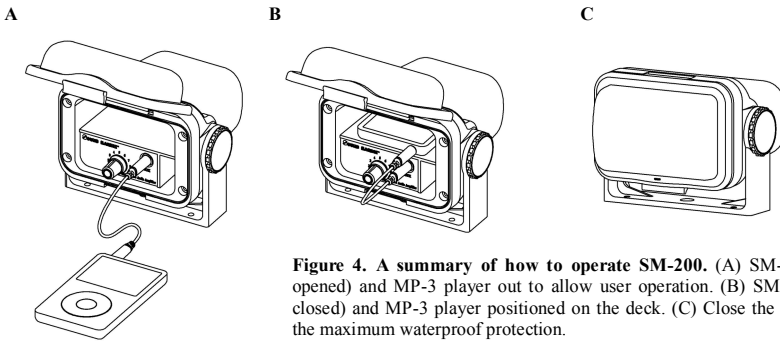 A
B
C
Figure 4. A summary of how to operate SM-200. (A) SM-
opened) and MP-3 player out to allow user operation. (B) SM
closed) and MP-3 player positioned on the deck. (C) Close the
the maximum waterproof protection.